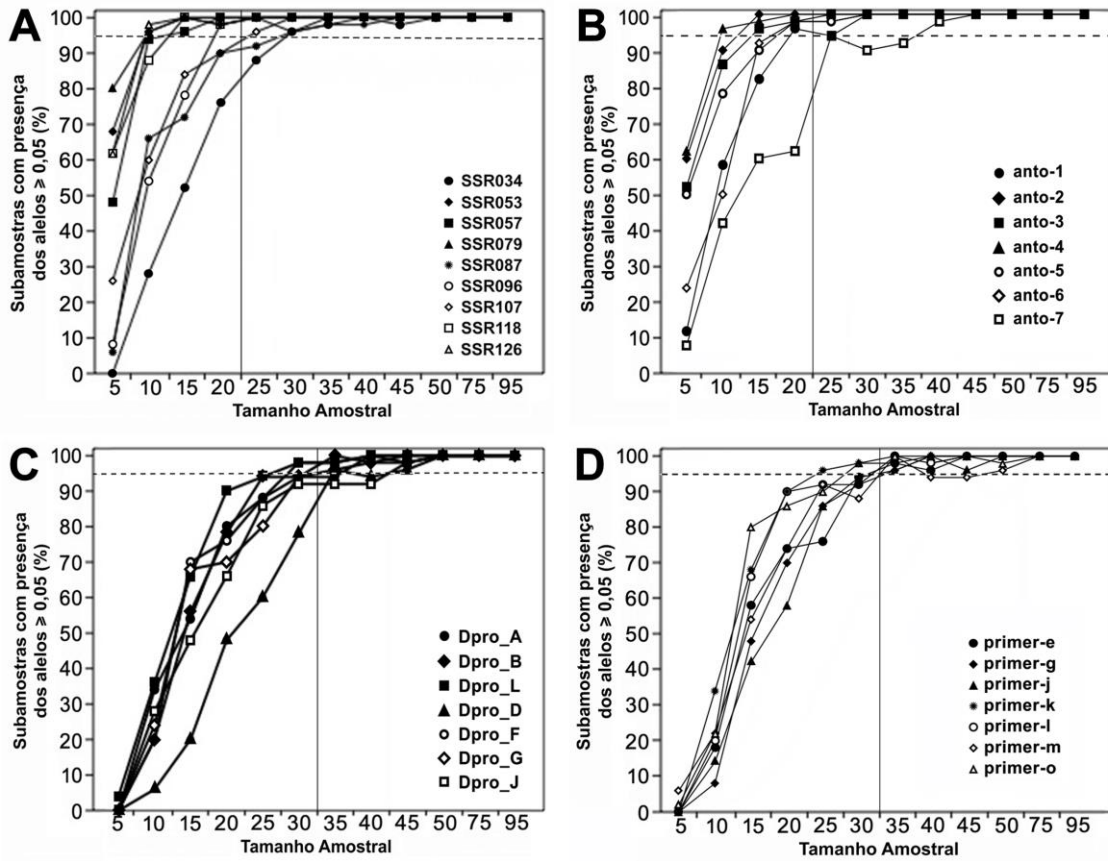 A
Subamostras com presença
dos alelos ⩾ 0,05 (%)
100
90
80
70
60
50
40
30
20
10
0
SSR034
SSR053
SSR057
SSR079
SSR087
SSR096
SSR107
SSR118
SSR126
5 10 15 20 25 30 35 40 45 50 75 95
Tamanho Amostral
B
Subamostras com presença
dos alelos ⩾ 0,05 (%)
100
90
80
70
60
50
40
30
20
10
0
anto-1
anto-2
anto-3
anto-4
anto-5
anto-6
anto-7
5 10 15 20 25 30 35 40 45 50 75 95
Tamanho Amostral
C
Subamostras com presença
dos alelos ⩾ 0,05 (%)
100
90
80
70
60
50
40
30
20
10
0
Dpro_A
Dpro_B
Dpro_L
Dpro_D
Dpro_F
Dpro_G
Dpro_J
5 10 15 20 25 30 35 40 45 50 75 95
Tamanho Amostral
D
Subamostras com presença
dos alelos ⩾ 0,05 (%)
100
90
80
70
60
50
40
30
20
10
0
primer-e
primer-g
primer-j
primer-k
primer-l
primer-m
primer-o
5 10 15 20 25 30 35 40 45 50 75 95
Tamanho Amostral